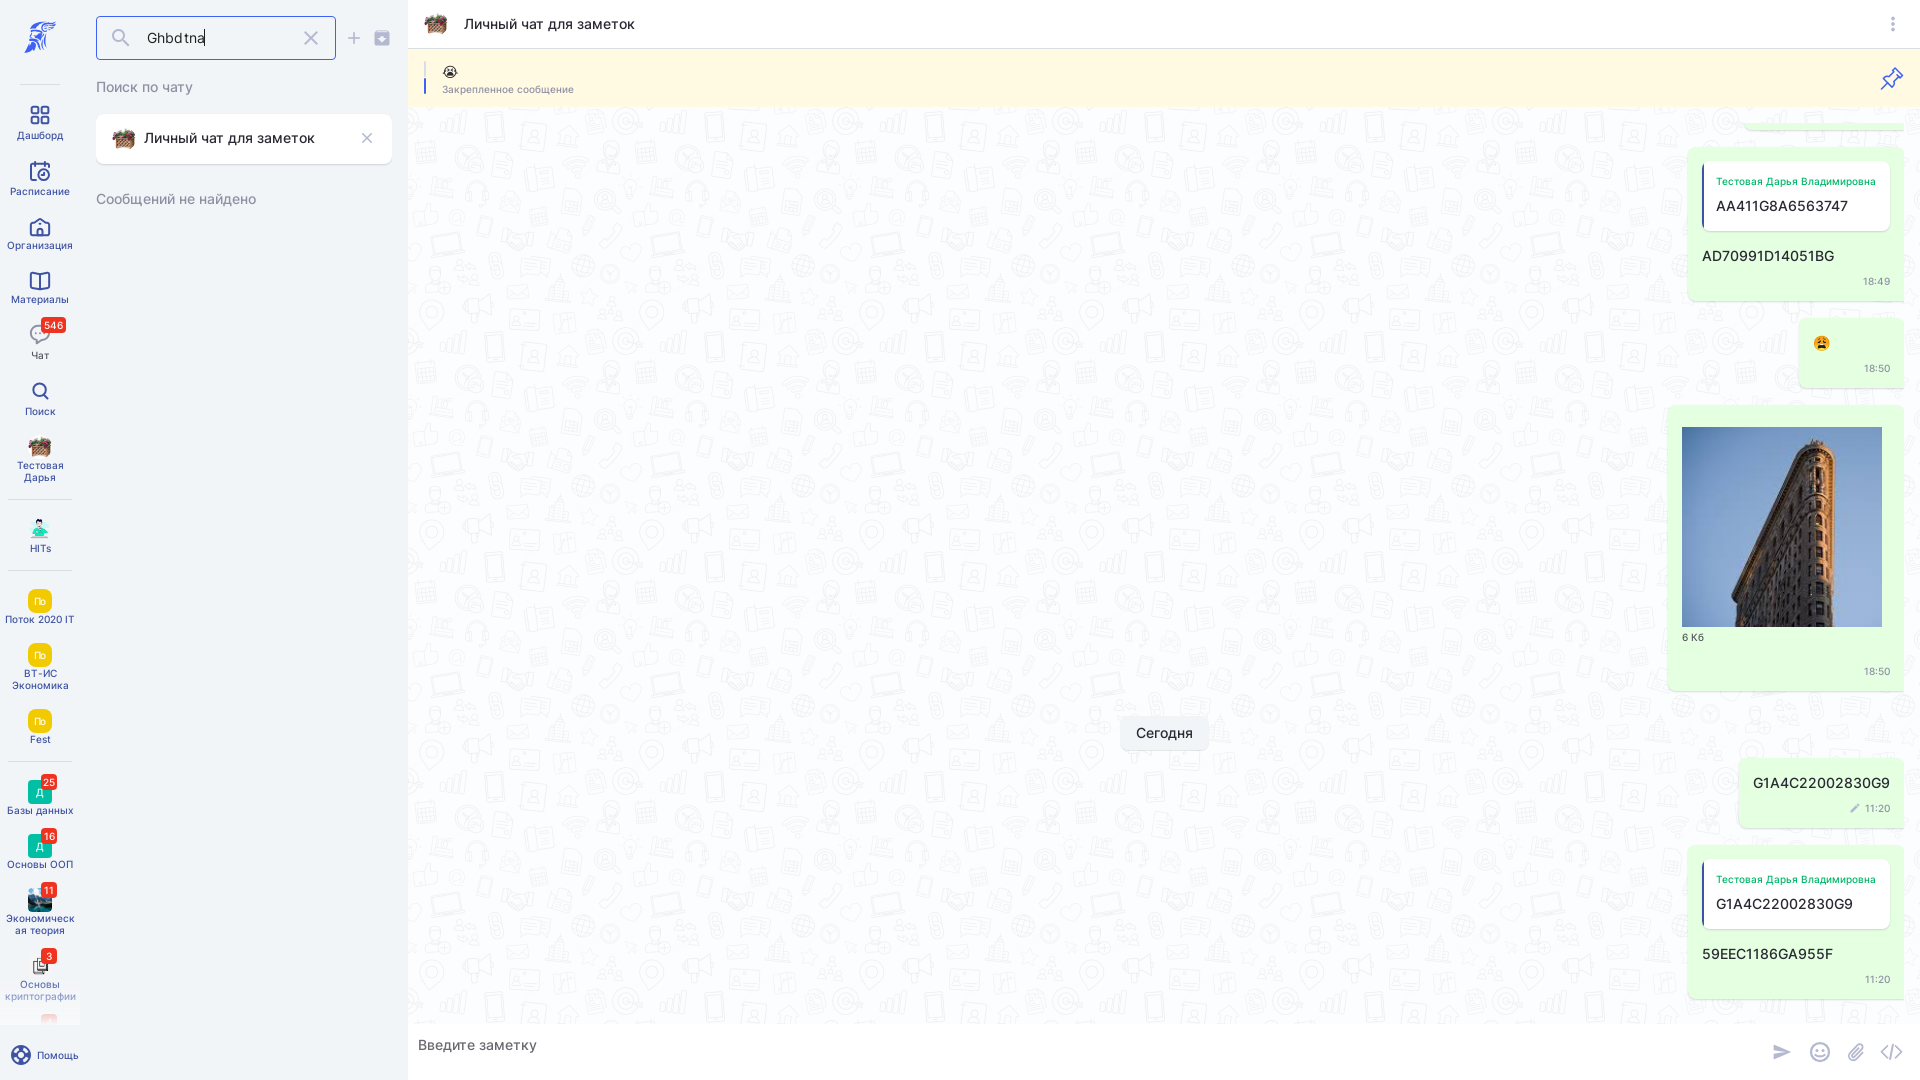 Ghbdtna
Поиск по чату
Личный чат для заметок
Сообщений не найдено
Дашборд
Расписание
Организация
Материалы
546
Чат
Поиск
Тестовая
Дарья
HITs
По
Поток 2020 IT
По
ВТ-ИС
Экономика
По
Fest
25
Д
Базы данных
16
Д
Основы ООП
11
Экономическ
ая теория
3
Основы
криптографии
Помощь
Личный чат для заметок
Закрепленное сообщение
Тестовая Дарья Владимировна
AA411G8A6563747
AD70991D14051BG
18:49
18:50
6 Кб
18:50
Сегодня
G1A4C22002830G9
11:20
Тестовая Дарья Владимировна
G1A4C22002830G9
59EEC1186GA955F
11:20
Введите заметку